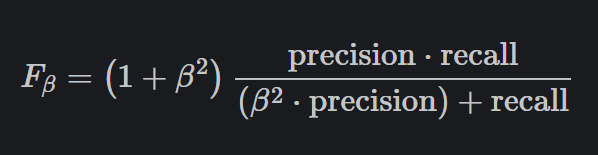 F_β = (1 + β²) precision · recall / (β² · precision) + recall